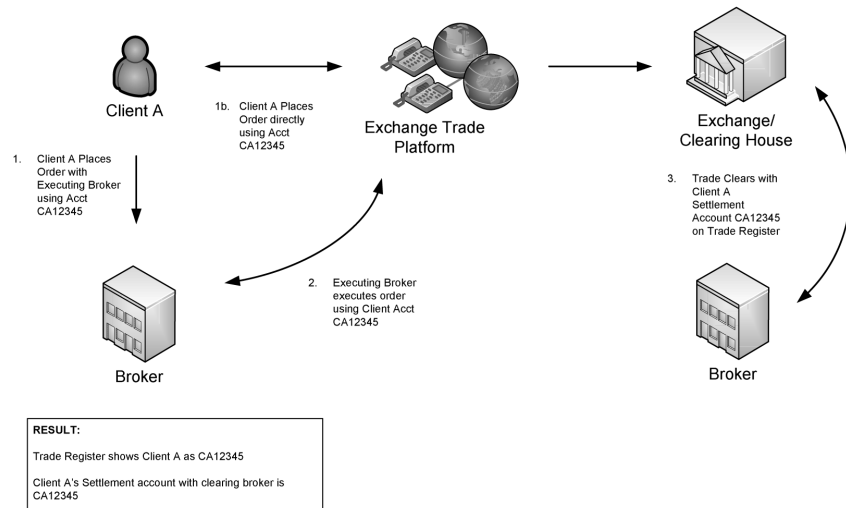 Client A
1b. Client A Places
Order directly
using Acct
CA12345
Exchange Trade
Platform
Exchange/
Clearing House
1. Client A Places
Order with
Executing Broker
using Acct
CA12345
3. Trade Clears with
Client A
Settlement
Account CA12345
on Trade Register
2. Executing Broker
executes order
using Client Acct
CA12345
Broker
Broker
RESULT:
Trade Register shows Client A as CA12345
Client A's Settlement account with clearing broker is
CA12345